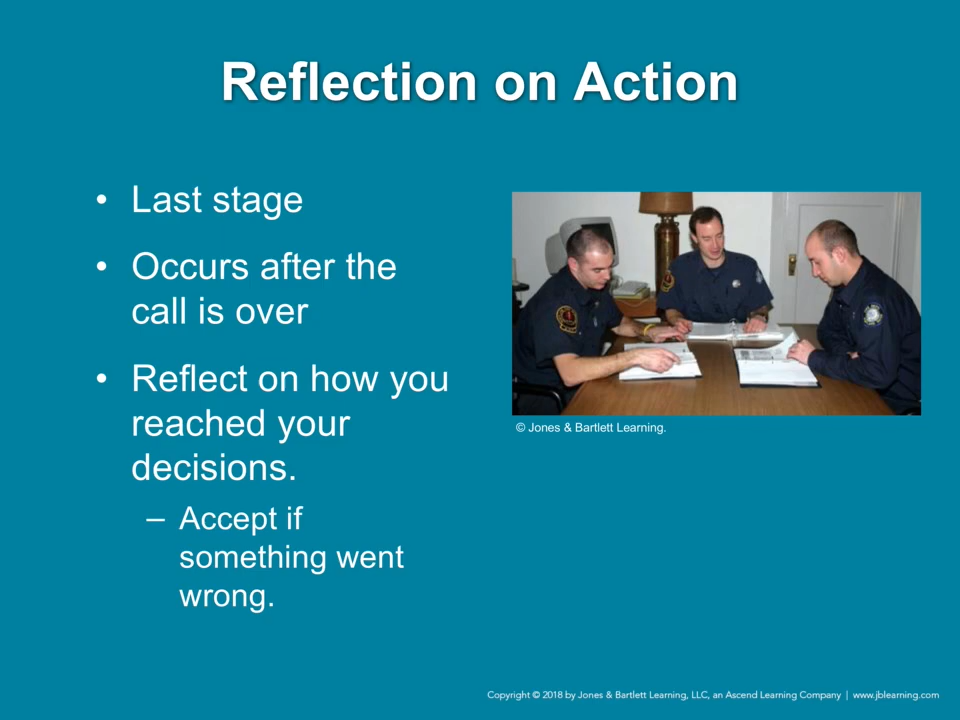 Reflection on Action
• Last stage
• Occurs after the
call is over
• Reflect on how you
reached your
decisions.
– Accept if
something went
wrong.
© Jones & Bartlett Learning.
Copyright © 2018 by Jones & Bartlett Learning, LLC, an Ascend Learning Company | www.jblearning.com